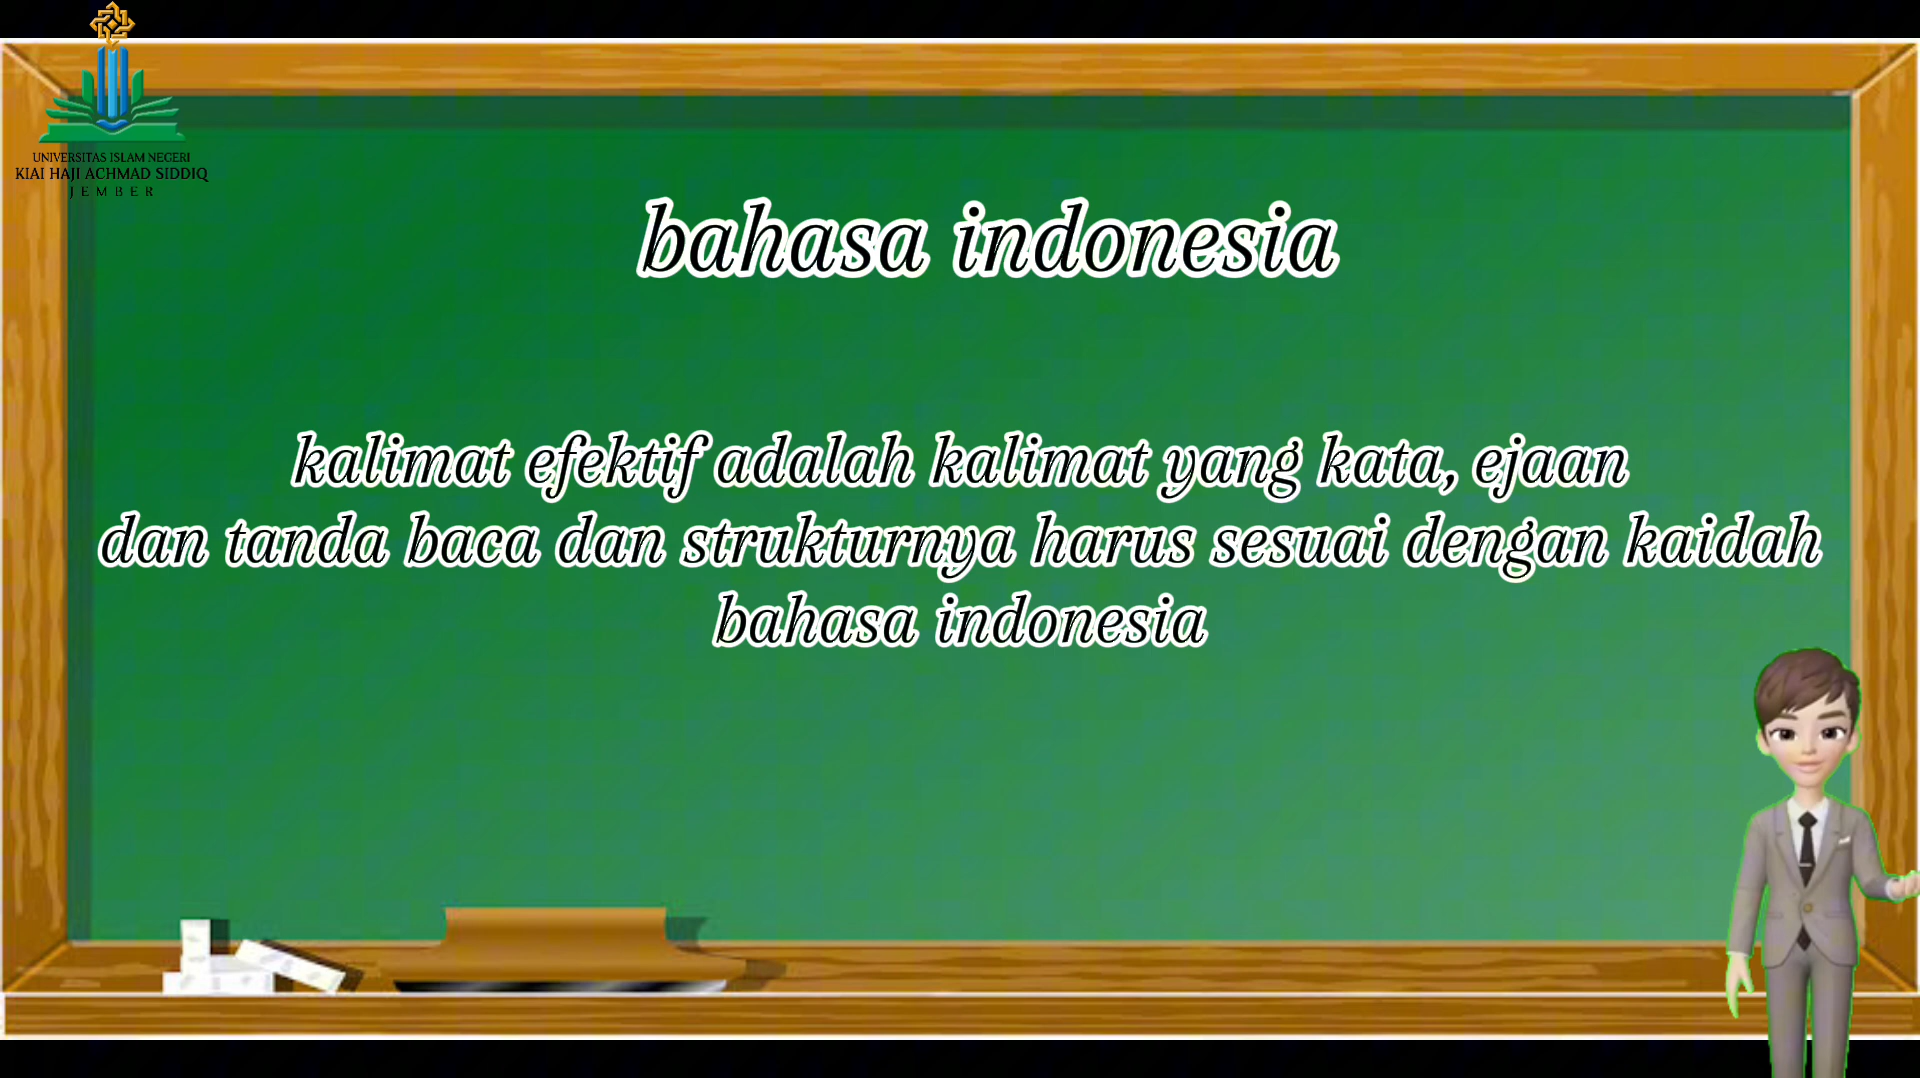 UNIVERSITAS ISLAM NEGERI
KIAI HAJI ACHMAD SIDDIQ
JEMBER
bahasa indonesia
kalimat efektif adalah kalimat yang kata, ejaan
dan tanda baca dan strukturnya harus sesuai dengan kaidah
bahasa indonesia